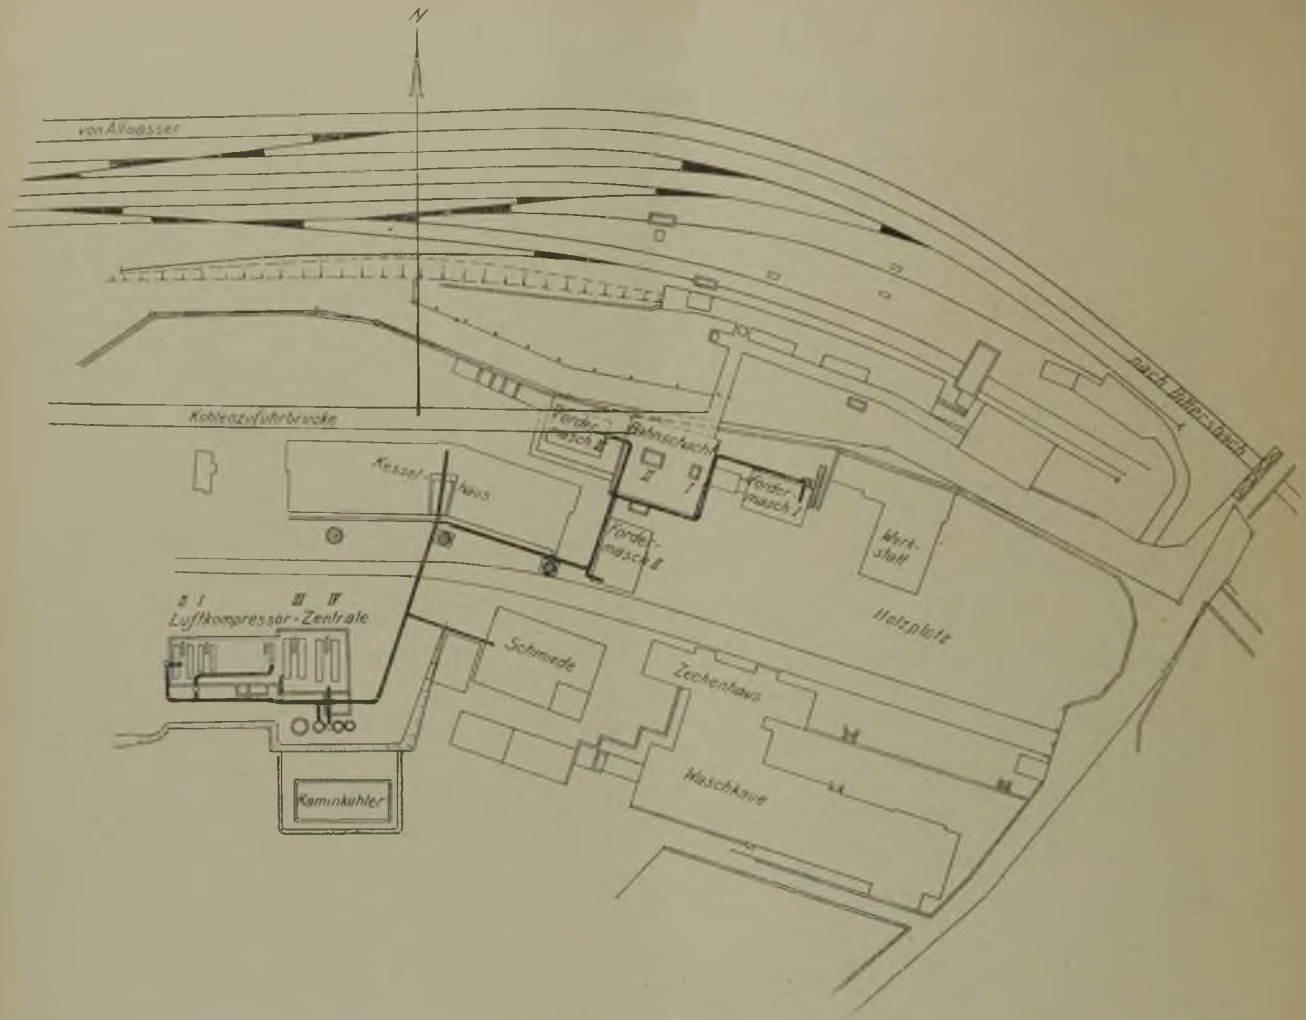 N
von Altwasser
nach Dittersbach
Kohlenzufuhrbrücke
Förder-
masch III
Bahnschacht
II
I
Kessel-
haus
Förder-
masch I
Förder-
masch II
Werk-
statt
Holzplatz
II I III IV
Luftkompressor-Zentrale
Schmiede
Zechenhaus
Waschkaue
Kaminkühler